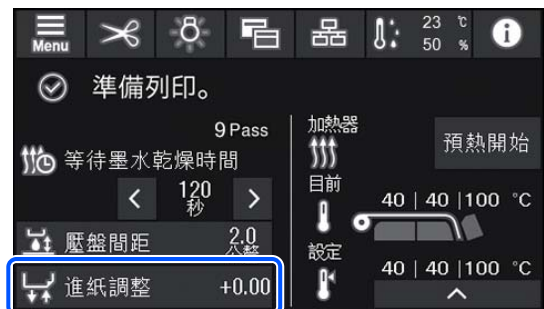 Menu
23 ℃
50 %
準備列印。
9 Pass
等待墨水乾燥時間
120
秒
壓盤間距 2.0
公釐
進紙調整 +0.00
加熱器
預熱開始
目前
40 | 40 | 100 °C
設定
40 | 40 | 100 °C